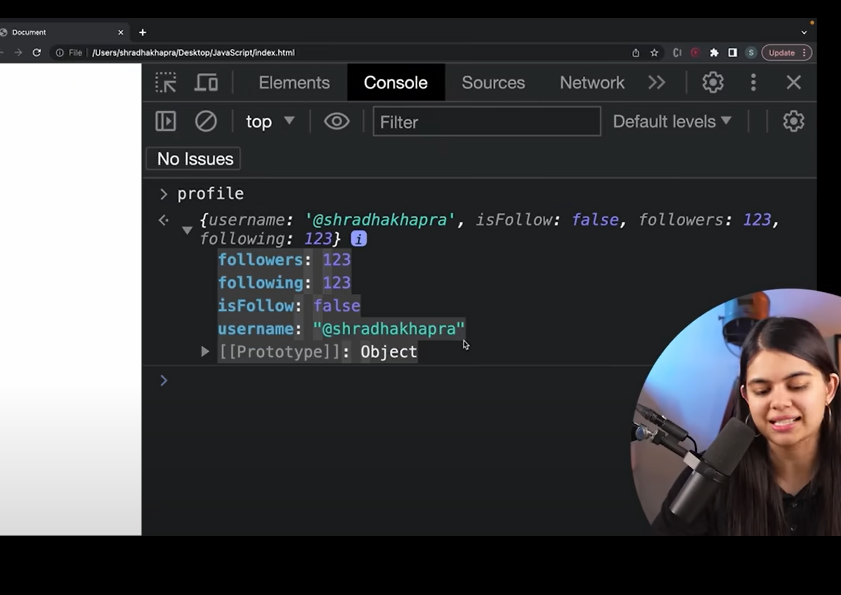 Document
File | /Users/shradhakhapra/Desktop/JavaScript/index.html
S Update
Elements Console Sources Network
top Filter Default levels
No Issues
> profile
{username: '@shradhakhapra', isFollow: false, followers: 123,
following: 123} i
followers: 123
following: 123
isFollow: false
username: "@shradhakhapra"
[[Prototype]]: Object
>